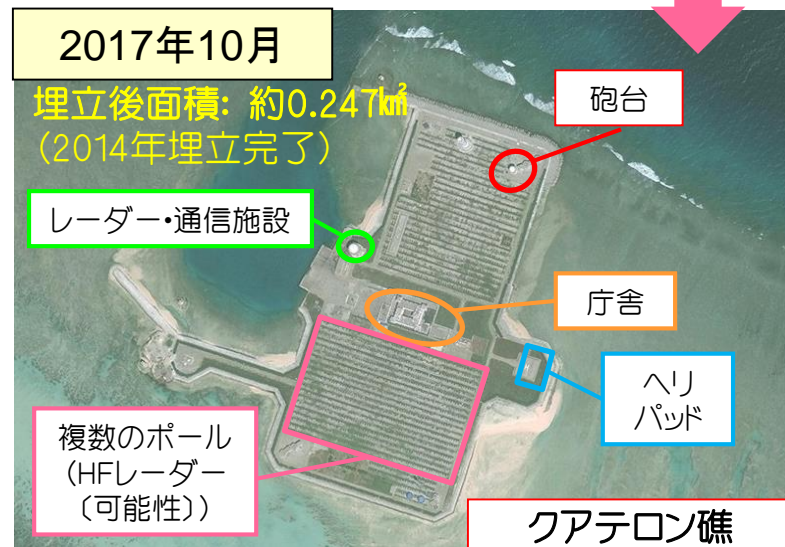 2017年10月
埋立後面積: 約0.247㎢
(2014年埋立完了)
砲台
レーダー・通信施設
庁舎
ヘリ
パッド
複数のポール
(HFレーダー
〔可能性〕)
クアテロン礁